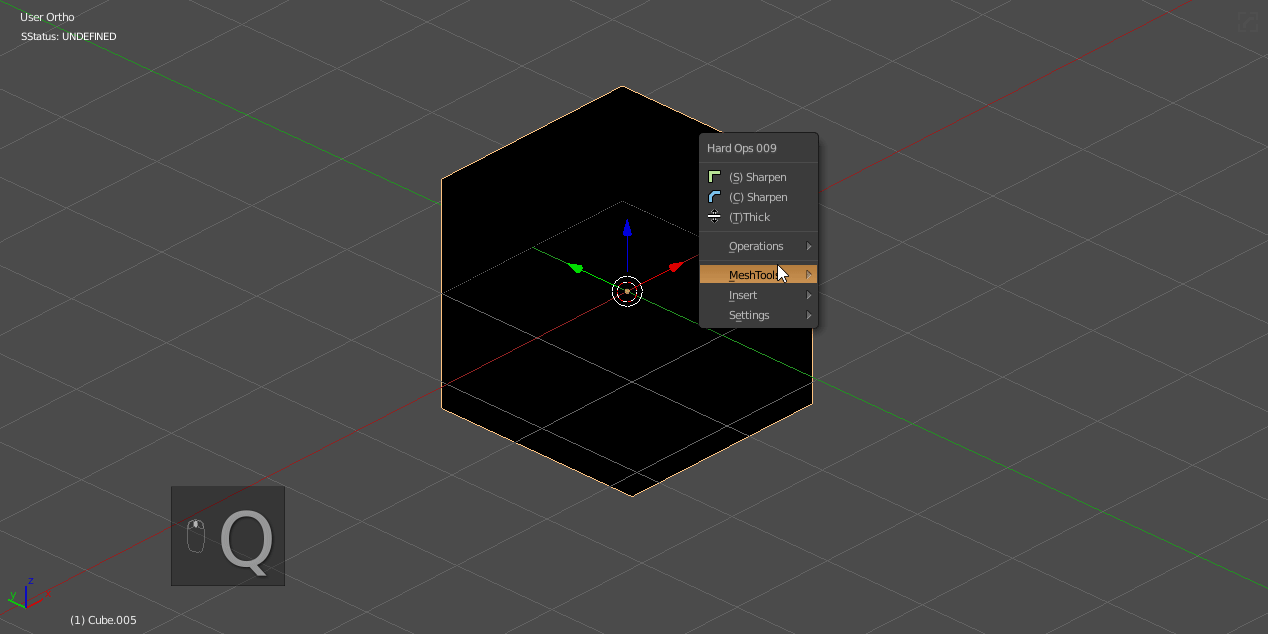 User Ortho
SStatus: UNDEFINED
Hard Ops 009
(S) Sharpen
(C) Sharpen
(T)Thick
Operations
MeshTools
Insert
Settings
Q
z
y
x
(1) Cube.005